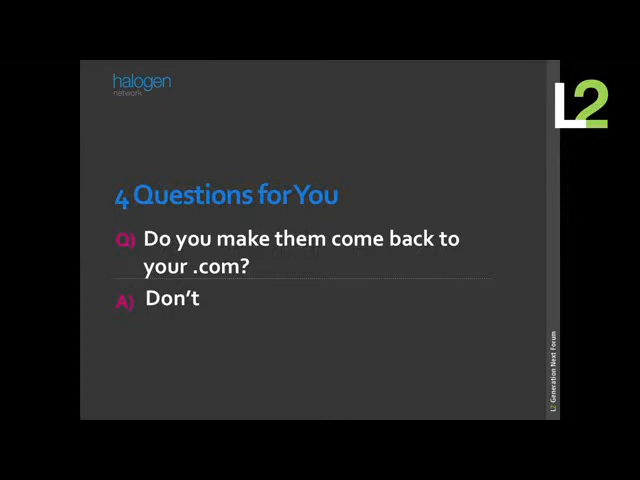 halogen
network
L2
4 Questions for You
Q) Do you make them come back to
your .com?
A) Don't
L2 Generation Next Forum